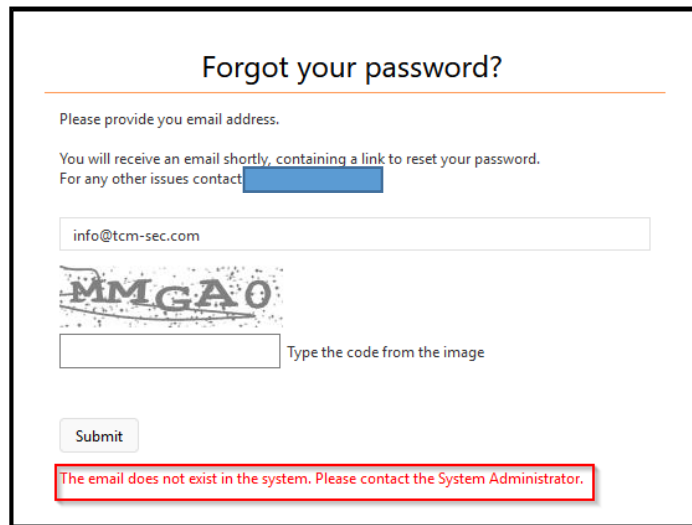 Forgot your password?
Please provide you email address.
You will receive an email shortly, containing a link to reset your password.
For any other issues contact
info@tcm-sec.com
Type the code from the image
Submit
The email does not exist in the system. Please contact the System Administrator.